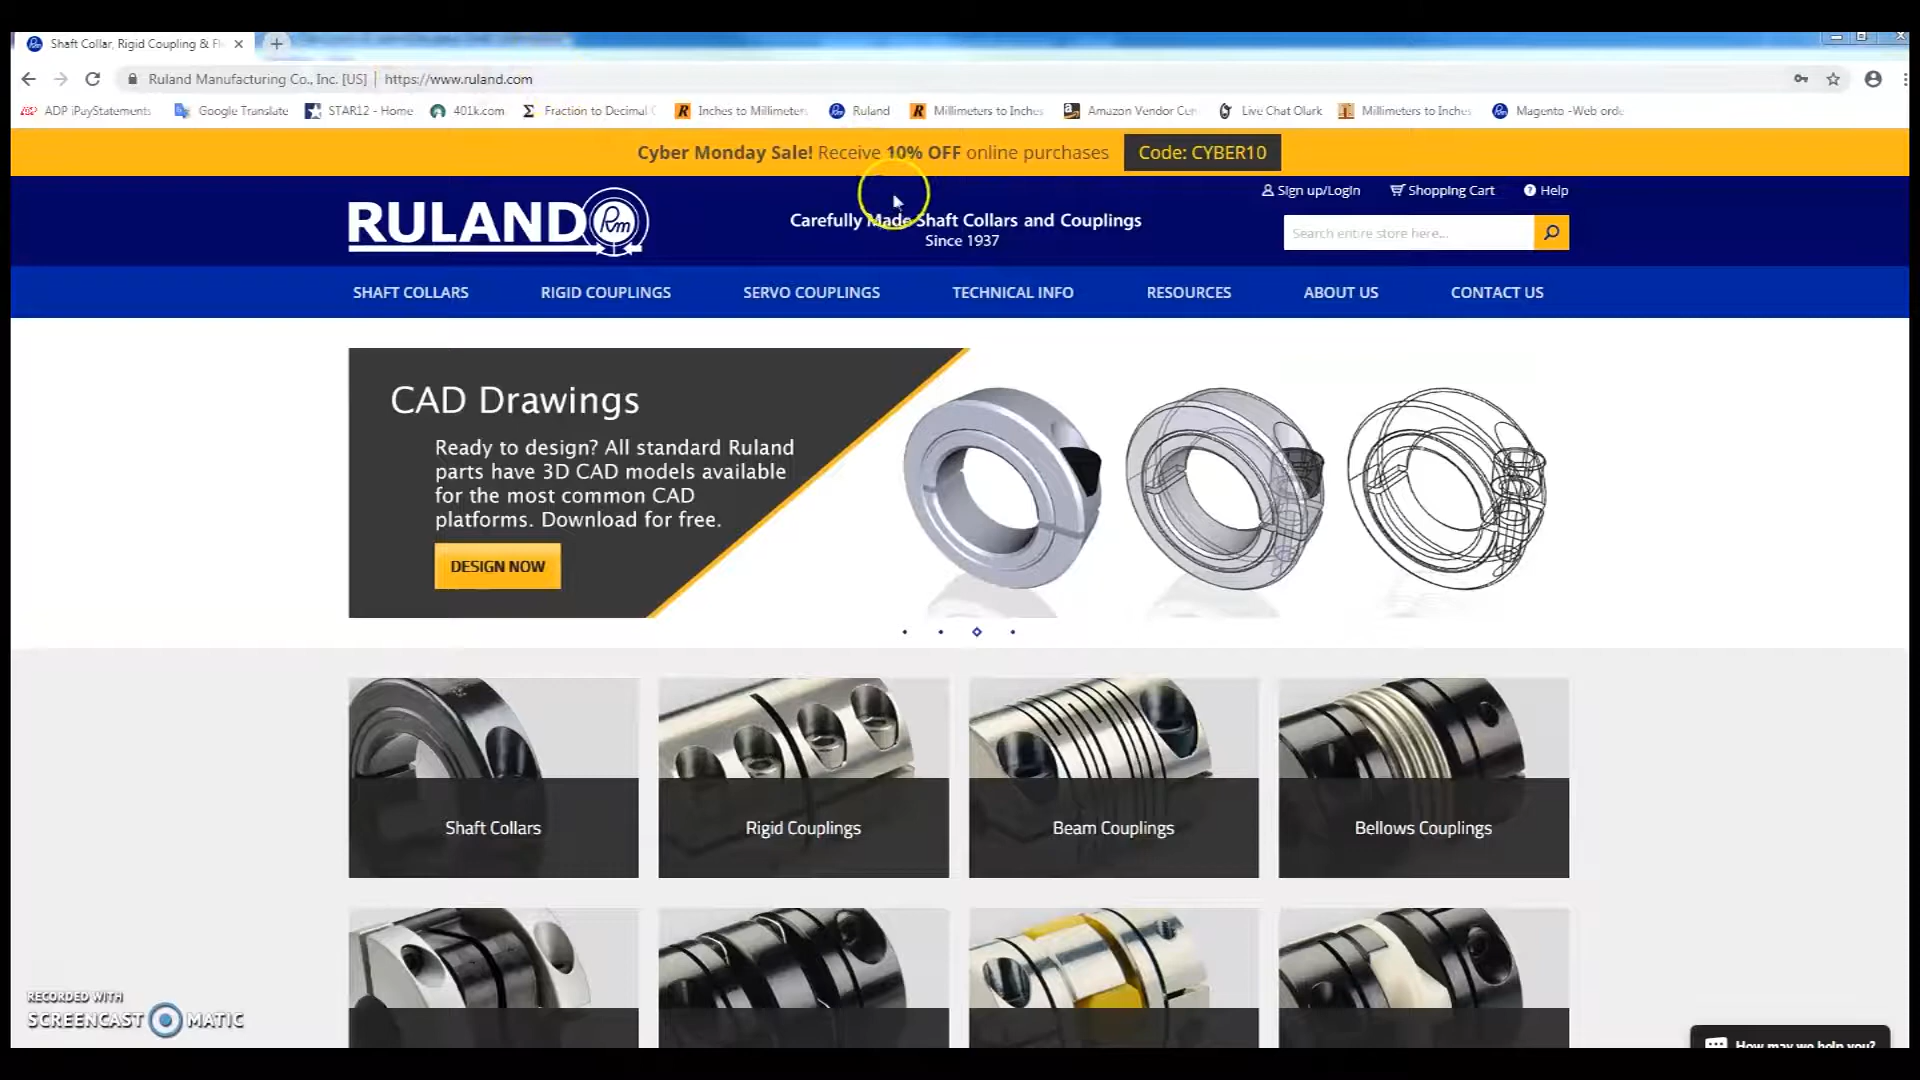 Shaft Collar, Rigid Coupling & Fl
Ruland Manufacturing Co., Inc. [US] | https://www.ruland.com
ADP iPayStatements
Google Translate
STAR12 - Home
401k.com
Fraction to Decimal C
Inches to Millimeters
Ruland
Millimeters to Inches
Amazon Vendor Cen
Live Chat Olark
Millimeters to Inches
Magento -Web orde
Cyber Monday Sale! Receive 10% OFF online purchases
Code: CYBER10
Sign up/Login
Shopping Cart
Help
RULAND Rm
Carefully Made Shaft Collars and Couplings
Since 1937
Search entire store here...
SHAFT COLLARS
RIGID COUPLINGS
SERVO COUPLINGS
TECHNICAL INFO
RESOURCES
ABOUT US
CONTACT US
CAD Drawings
Ready to design? All standard Ruland
parts have 3D CAD models available
for the most common CAD
platforms. Download for free.
DESIGN NOW
Shaft Collars
Rigid Couplings
Beam Couplings
Bellows Couplings
RECORDED WITH
SCREENCAST MATIC
How may we help you?